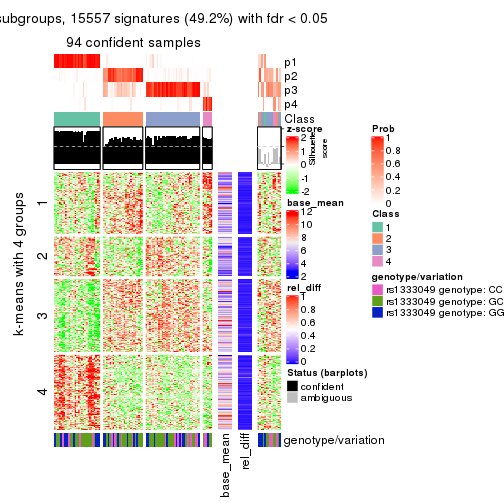 subgroups, 15557 signatures (49.2%) with fdr < 0.05
94 confident samples
p1
p2
p3
p4
Class
z-score
2
1
0
-1
-2
Silhouette
score
1
0.5
0
base_mean
12
10
8
6
4
2
rel_diff
1
0.8
0.6
0.4
0.2
0
Status (barplots)
confident
ambiguous
Prob
1
0.8
0.6
0.4
0.2
0
Class
1
2
3
4
genotype/variation
rs1333049 genotype: CC
rs1333049 genotype: GC
rs1333049 genotype: GG
k-means with 4 groups
1
2
3
4
genotype/variation
base_mean
rel_diff